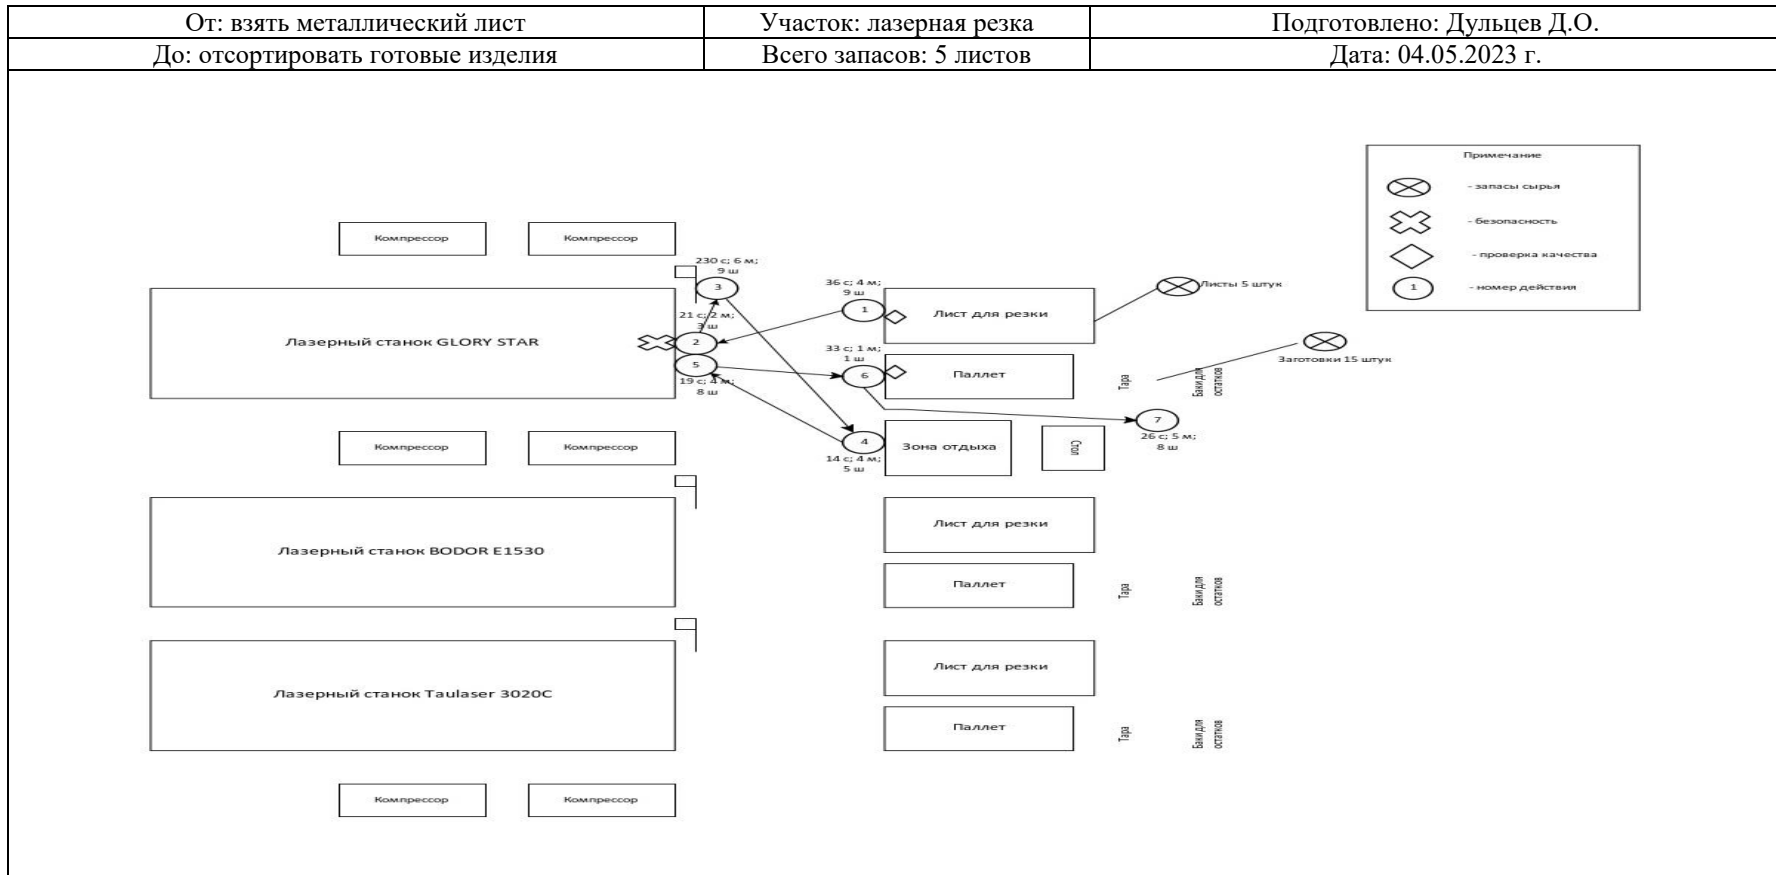 От: взять металлический лист
Участок: лазерная резка
Подготовлено: Дульцев Д.О.
До: отсортировать готовые изделия
Всего запасов: 5 листов
Дата: 04.05.2023 г.
Примечание
- запасы сырья
- безопасность
- проверка качества
1
- номер действия
Компрессор
Компрессор
230 с; 6 м;
9 ш
3
36 с; 4 м;
9 ш
1
Листы 5 штук
Лист для резки
21 с; 2 м;
3 ш
2
Лазерный станок GLORY STAR
33 с; 1 м;
1 ш
6
Паллет
Заготовки 15 штук
5
19 с; 4 м;
8 ш
Тара
Баки для
остатков
7
26 с; 5 м;
8 ш
4
14 с; 4 м;
5 ш
Зона отдыха
Стол
Компрессор
Компрессор
Лазерный станок BODOR E1530
Лист для резки
Паллет
Тара
Баки для
остатков
Лазерный станок Taulaser 3020C
Лист для резки
Паллет
Тара
Баки для
остатков
Компрессор
Компрессор